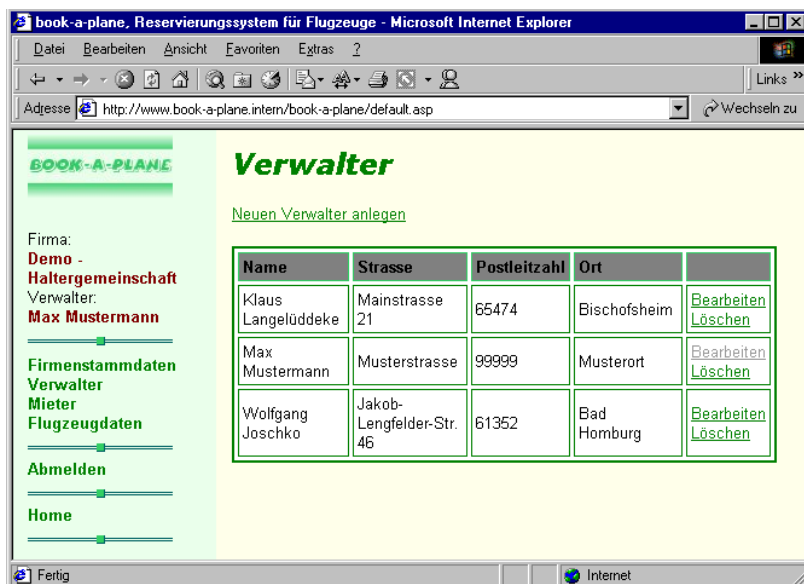 book-a-plane, Reservierungssystem für Flugzeuge - Microsoft Internet Explorer
Datei Bearbeiten Ansicht Favoriten Extras ?
Links »
Adresse http://www.book-a-plane.intern/book-a-plane/default.asp Wechseln zu
BOOK-A-PLANE
Firma:
Demo -
Haltergemeinschaft
Verwalter:
Max Mustermann
Firmenstammdaten
Verwalter
Mieter
Flugzeugdaten
Abmelden
Home
Verwalter
Neuen Verwalter anlegen
Name Strasse Postleitzahl Ort
Klaus
Langelüddeke
Mainstrasse
21
65474
Bischofsheim
Bearbeiten
Löschen
Max
Mustermann
Musterstrasse
99999
Musterort
Bearbeiten
Löschen
Wolfgang
Joschko
Jakob-
Lengfelder-Str.
46
61352
Bad
Homburg
Bearbeiten
Löschen
Fertig
Internet